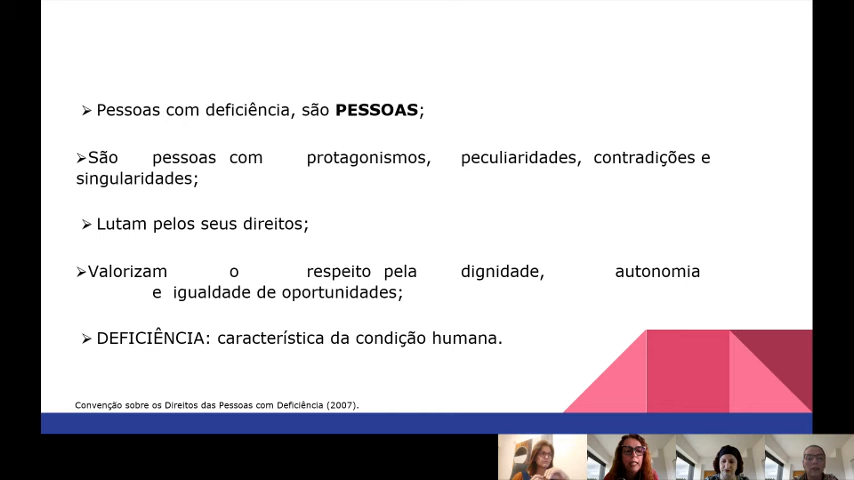 ➢ Pessoas com deficiência, são PESSOAS;
➢São pessoas com protagonismos, peculiaridades, contradições e
singularidades;
➢ Lutam pelos seus direitos;
➢Valorizam o respeito pela dignidade, autonomia
e igualdade de oportunidades;
➢ DEFICIÊNCIA: característica da condição humana.
Convenção sobre os Direitos das Pessoas com Deficiência (2007).